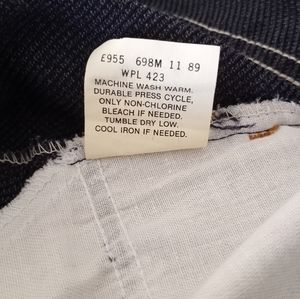 £955 698M 11 89
WPL 423
MACHINE WASH WARM.
DURABLE PRESS CYCLE,
ONLY NON-CHLORINE
BLEACH IF NEEDED.
TUMBLE DRY LOW.
COOL IRON IF NEEDED.